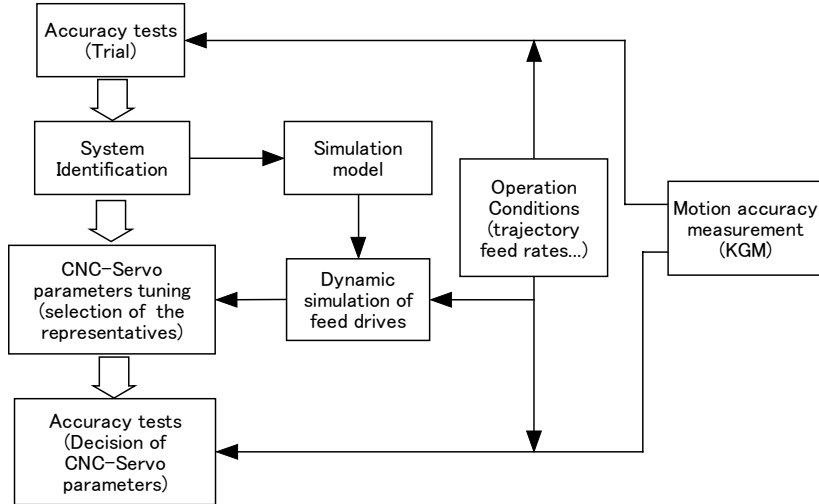 Accuracy tests
(Trial)
System
Identification
Simulation
model
Operation
Conditions
(trajectory
feed rates...)
Motion accuracy
measurement
(KGM)
CNC-Servo
parameters tuning
(selection of the
representatives)
Dynamic
simulation of
feed drives
Accuracy tests
(Decision of
CNC-Servo
parameters)